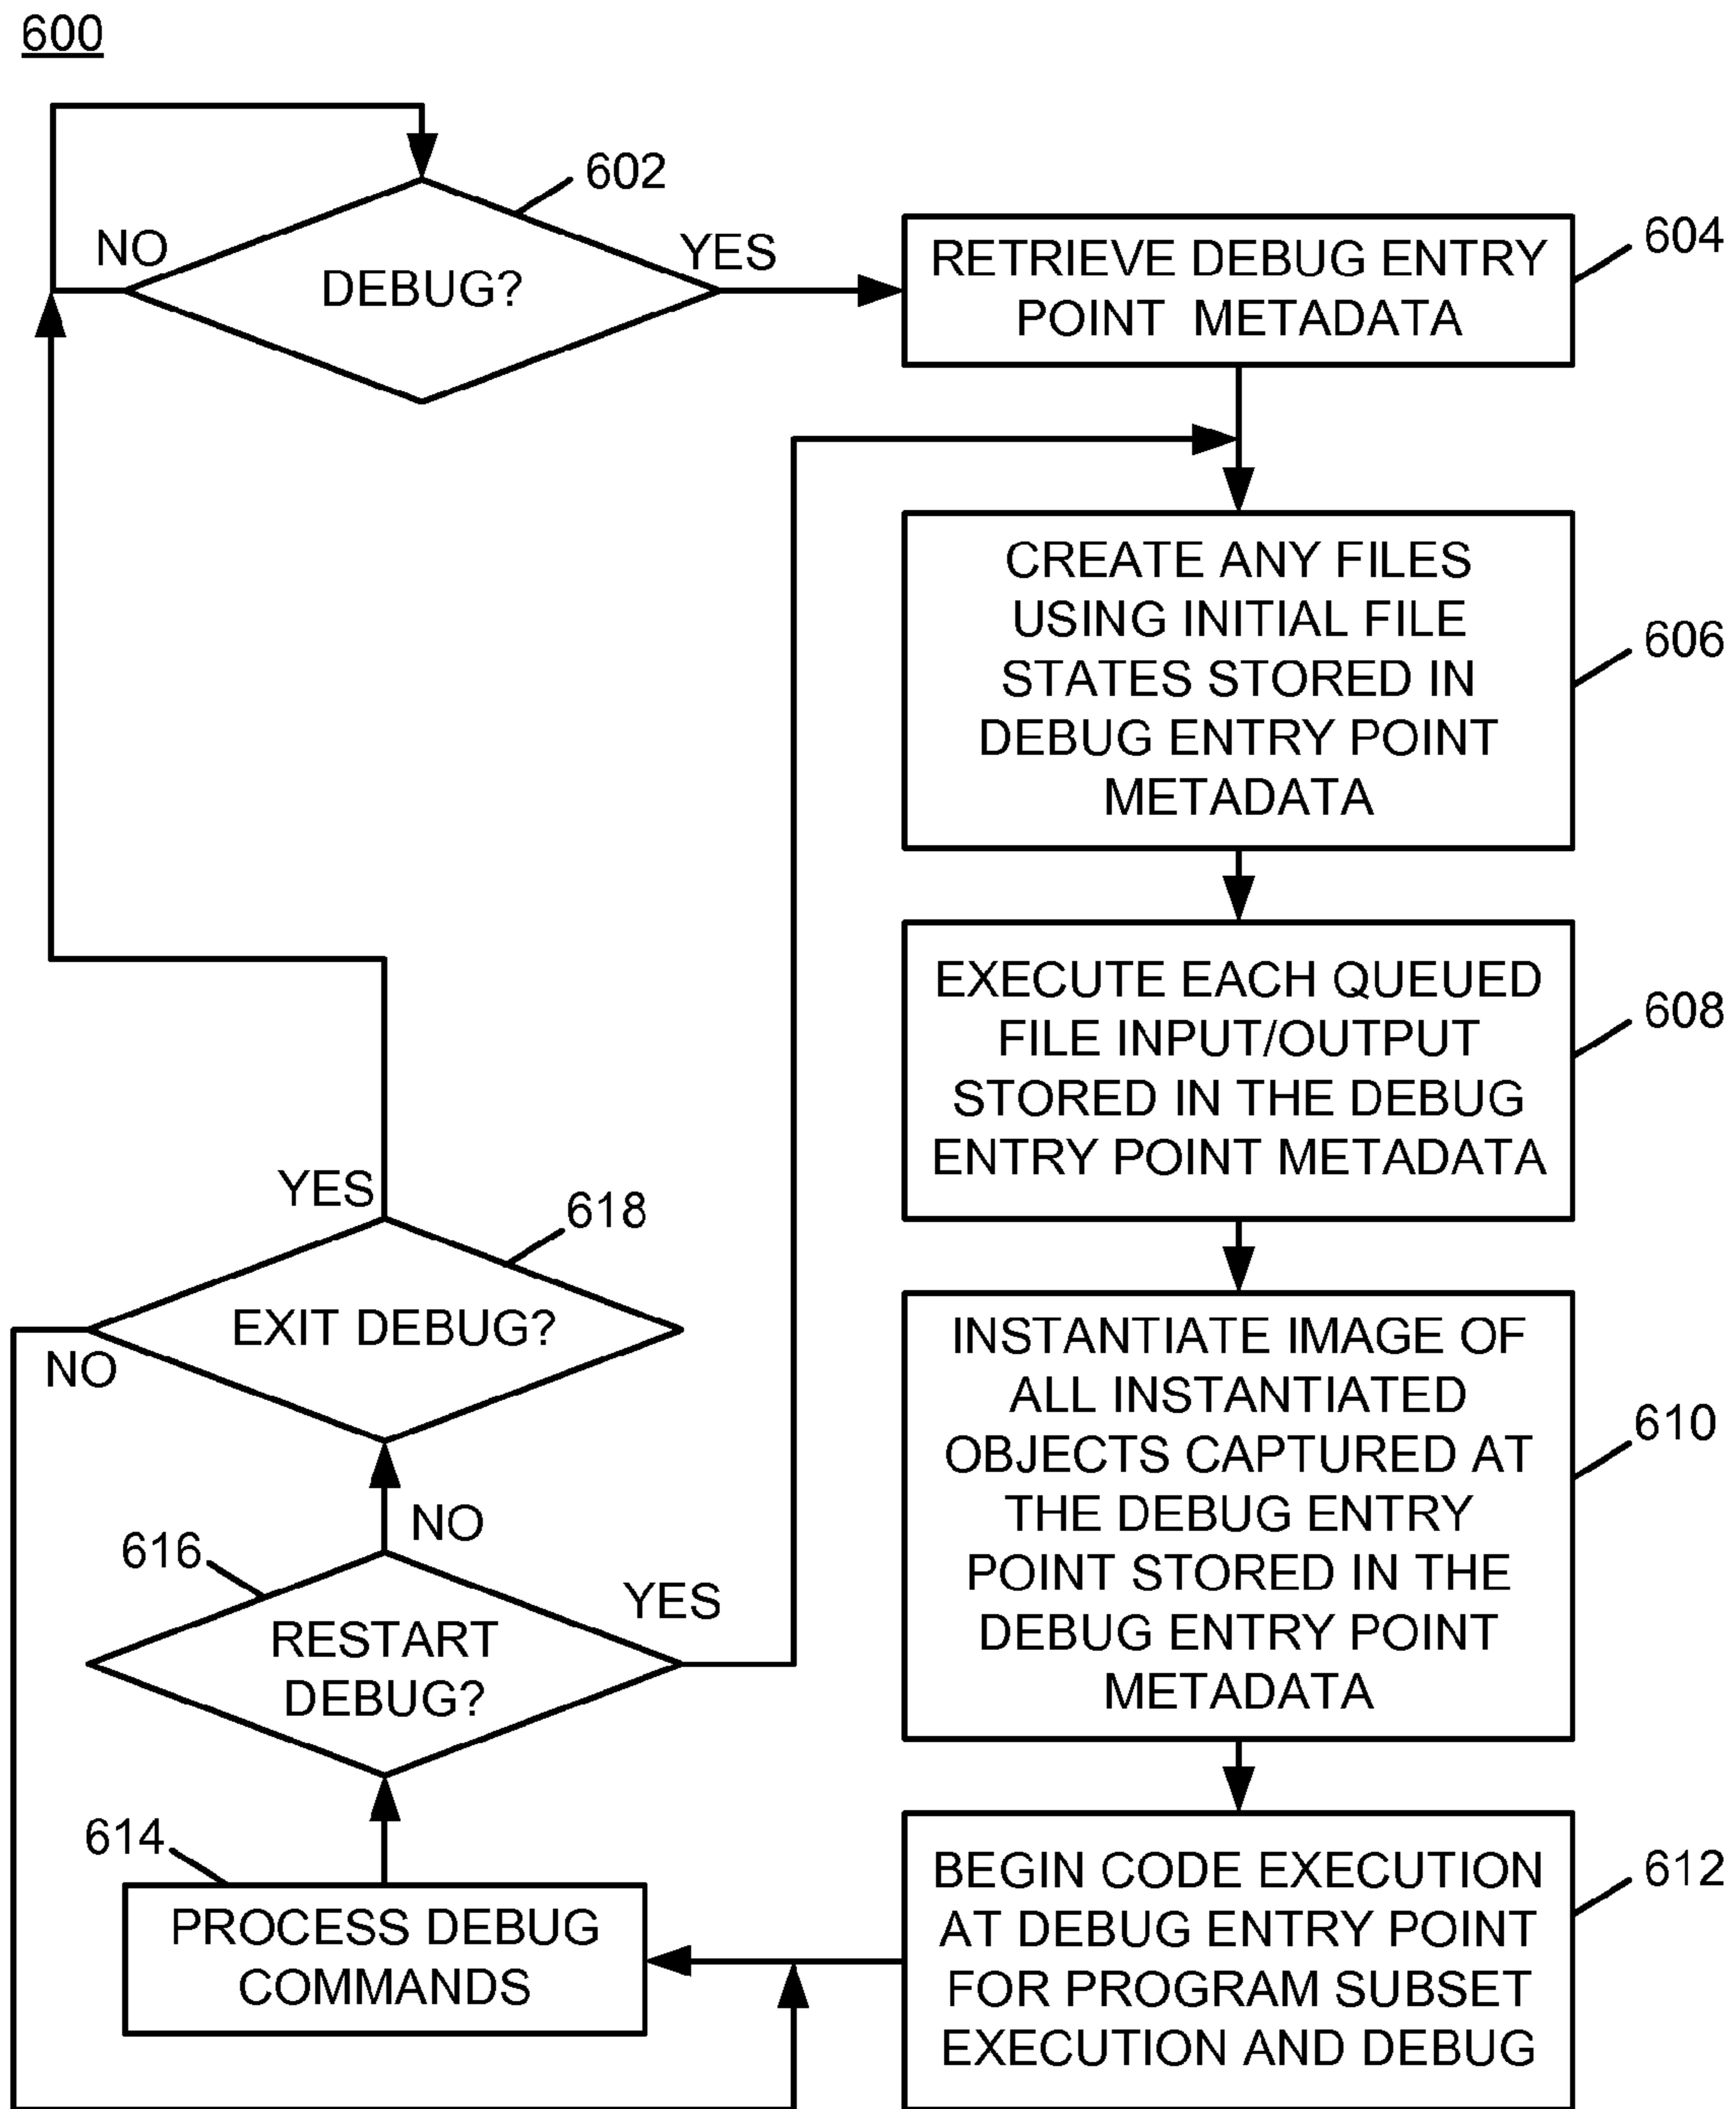 600
602
NO
YES
DEBUG?
604
RETRIEVE DEBUG ENTRY
POINT METADATA
606
CREATE ANY FILES
USING INITIAL FILE
STATES STORED IN
DEBUG ENTRY POINT
METADATA
608
EXECUTE EACH QUEUED
FILE INPUT/OUTPUT
STORED IN THE DEBUG
ENTRY POINT METADATA
610
INSTANTIATE IMAGE OF
ALL INSTANTIATED
OBJECTS CAPTURED AT
THE DEBUG ENTRY
POINT STORED IN THE
DEBUG ENTRY POINT
METADATA
612
BEGIN CODE EXECUTION
AT DEBUG ENTRY POINT
FOR PROGRAM SUBSET
EXECUTION AND DEBUG
614
PROCESS DEBUG
COMMANDS
616
NO
YES
RESTART
DEBUG?
YES
618
EXIT DEBUG?
NO